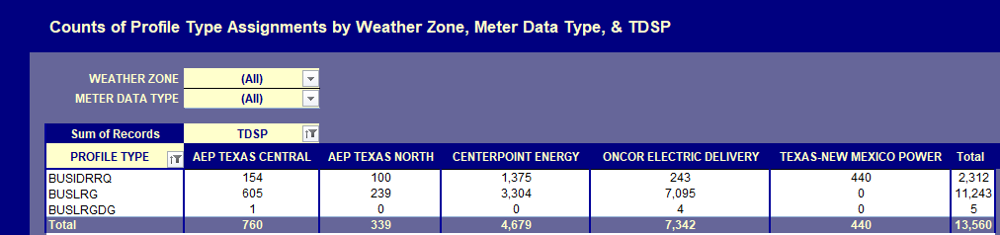 Counts of Profile Type Assignments by Weather Zone, Meter Data Type, & TDSP
WEATHER ZONE (All)
METER DATA TYPE (All)
Sum of Records TDSP
PROFILE TYPE AEP TEXAS CENTRAL AEP TEXAS NORTH CENTERPOINT ENERGY ONCOR ELECTRIC DELIVERY TEXAS-NEW MEXICO POWER Total
BUSIDRRQ 154 100 1,375 243 440 2,312
BUSLRG 605 239 3,304 7,095 0 11,243
BUSLRGDG 1 0 0 4 0 5
Total 760 339 4,679 7,342 440 13,560